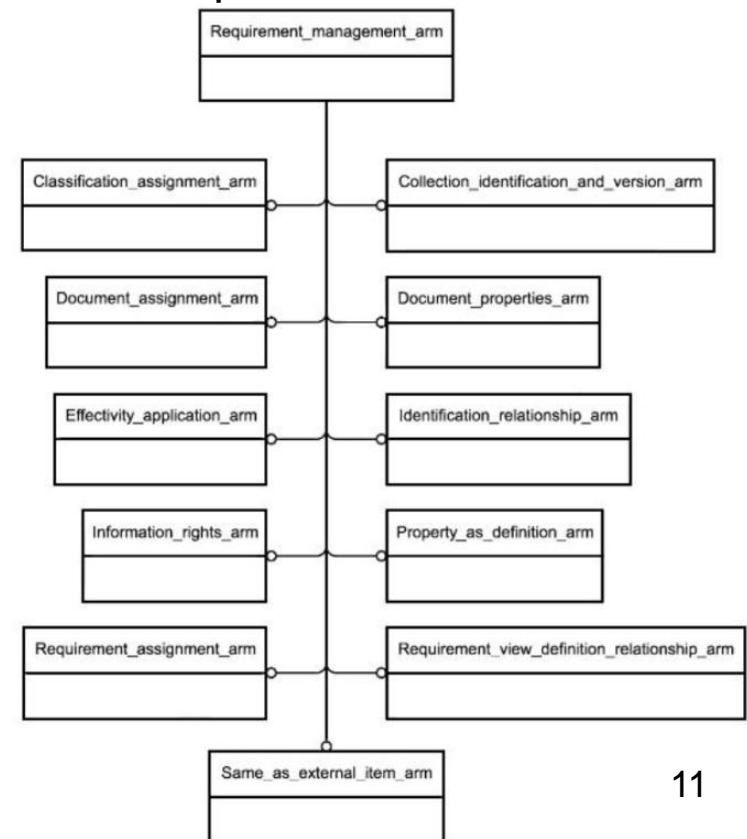 Requirement_management_arm
Classification_assignment_arm
Collection_identification_and_version_arm
Document_assignment_arm
Document_properties_arm
Effectivity_application_arm
Identification_relationship_arm
Information_rights_arm
Property_as_definition_arm
Requirement_assignment_arm
Requirement_view_definition_relationship_arm
Same_as_external_item_arm
11